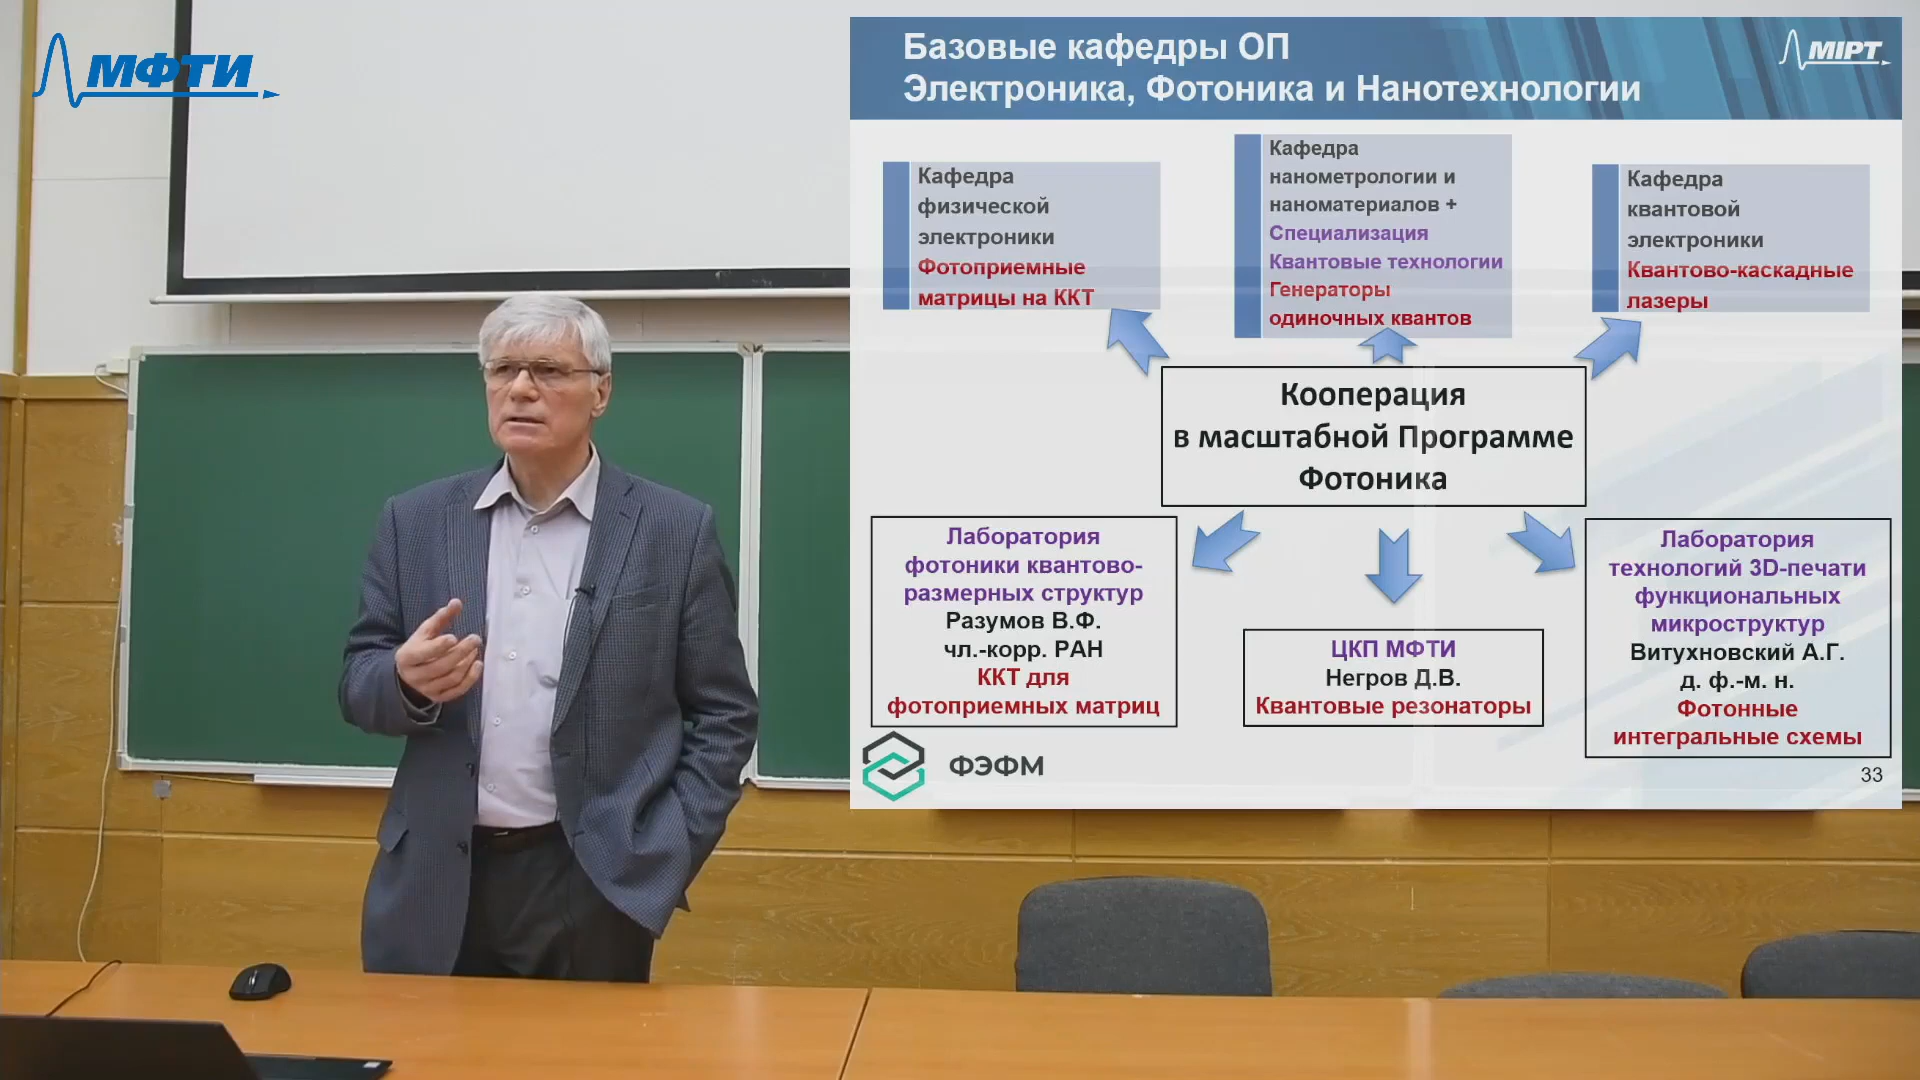 МФТИ
Базовые кафедры ОП
Электроника, Фотоника и Нанотехнологии
MIPT
Кафедра
физической
электроники
Фотоприемные
матрицы на ККТ
Кафедра
нанометрологии и
наноматериалов +
Специализация
Квантовые технологии
Генераторы
одиночных квантов
Кафедра
квантовой
электроники
Квантово-каскадные
лазеры
Кооперация
в масштабной Программе
Фотоника
Лаборатория
фотоники квантово-
размерных структур
Разумов В.Ф.
чл.-корр. РАН
ККТ для
фотоприемных матриц
ЦКП МФТИ
Негров Д.В.
Квантовые резонаторы
Лаборатория
технологий 3D-печати
функциональных
микроструктур
Витухновский А.Г.
д. ф.-м. н.
Фотонные
интегральные схемы
ФЭФМ
33